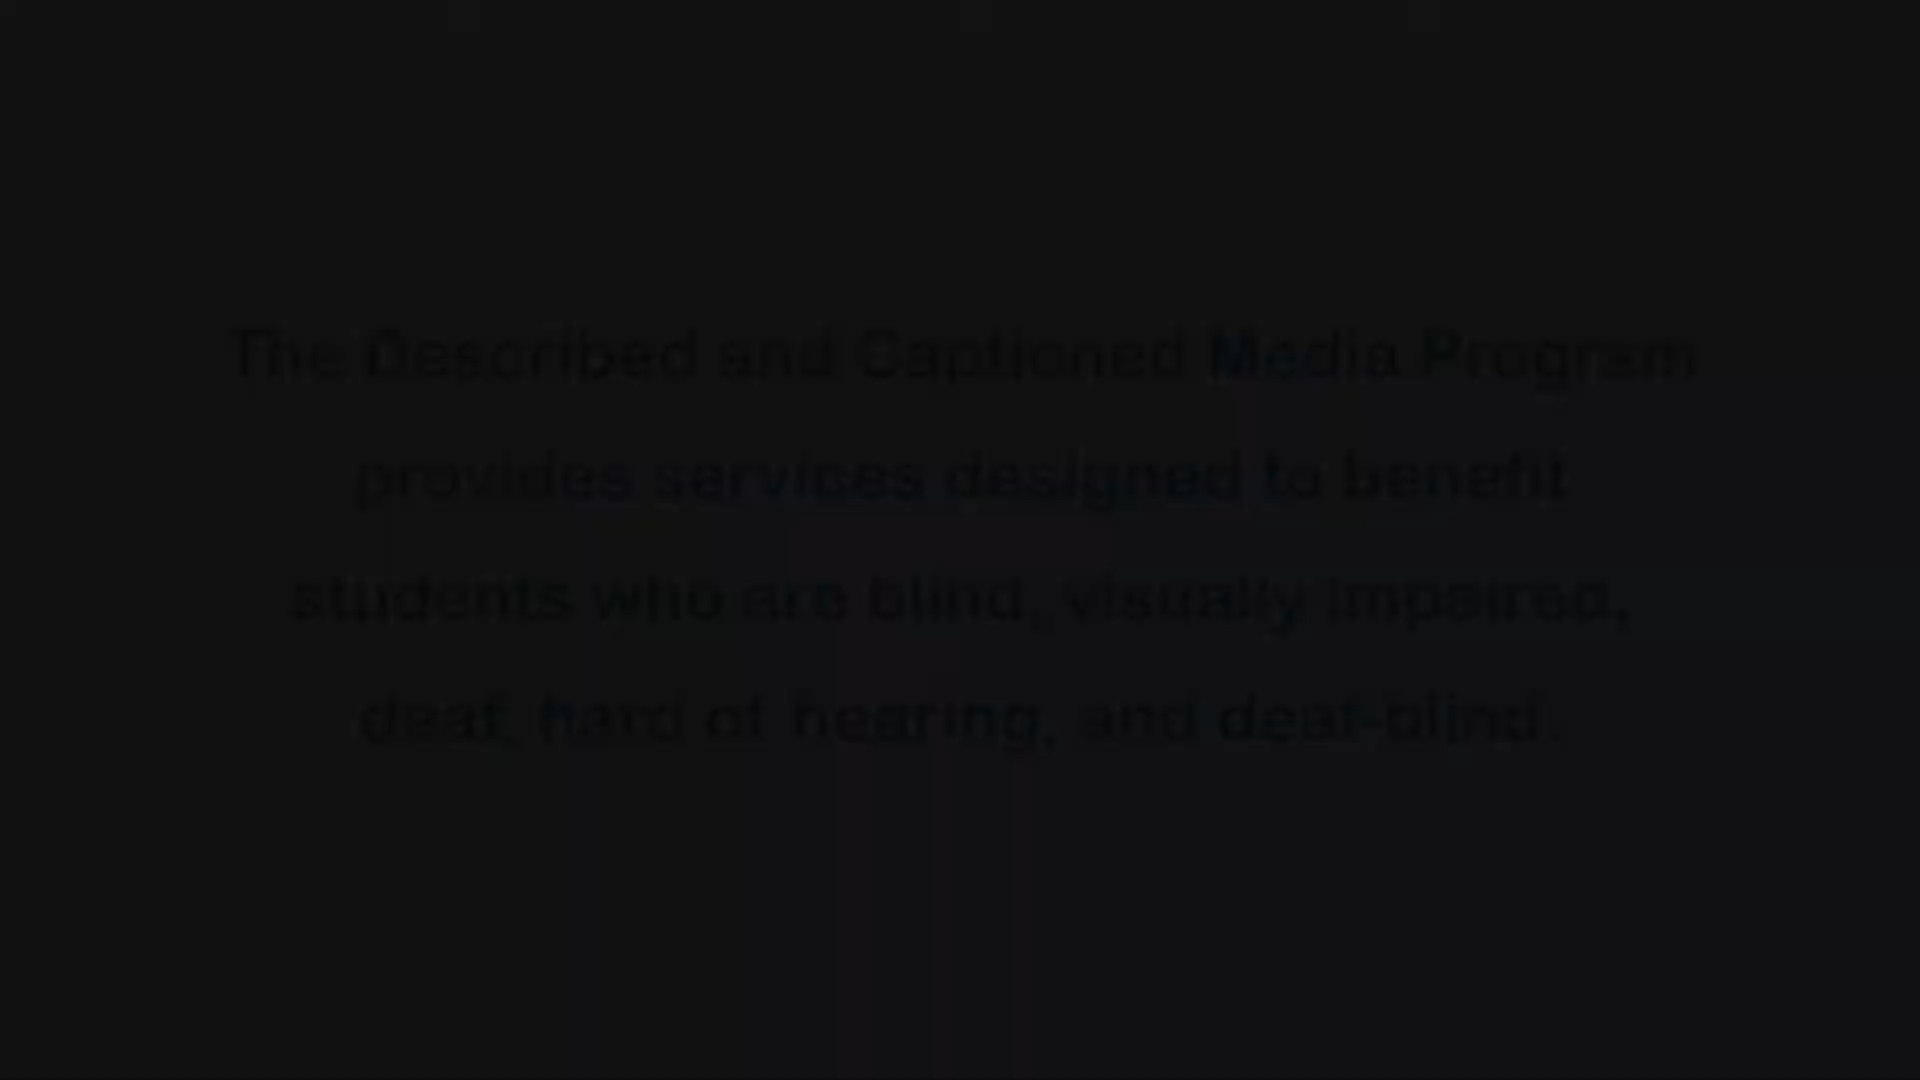 The Described and Captioned Media Program
provides services designed to benefit
students who are blind, visually impaired,
deaf, hard of hearing, and deaf-blind.